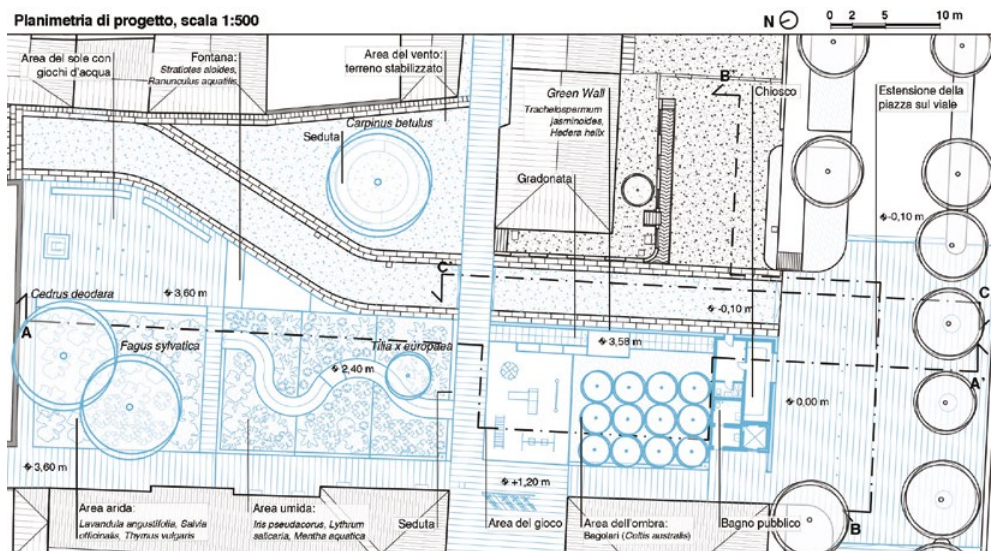 Planimetria di progetto, scala 1:500
N
0 2 5 10 m
Area del sole con
giochi d'acqua
Fontana:
Stratiotes aloides,
Ranunculus aquatilis
Area del vento:
terreno stabilizzato
Green Wall
Trachelospermum
jasminoides,
Hedera helix
B'
Chiosco
Estensione della
piazza sul viale
Carpinus betulus
Seduta
Gradonata
-0,10 m
C'
C
Cedrus deodara
3,60 m
-0,10 m
A
Fagus sylvatica
Tilia x europaea
3,58 m
2,40 m
A'
0,00 m
3,60 m
+1,20 m
Area arida:
Lavandula angustifolia, Salvia
officinalis, Thymus vulgaris
Area umida:
Iris pseudacorus, Lythrum
salicaria, Mentha aquatica
Seduta
Area del gioco
Area dell'ombra:
Bagolari (Celtis australis)
Bagno pubblico
B